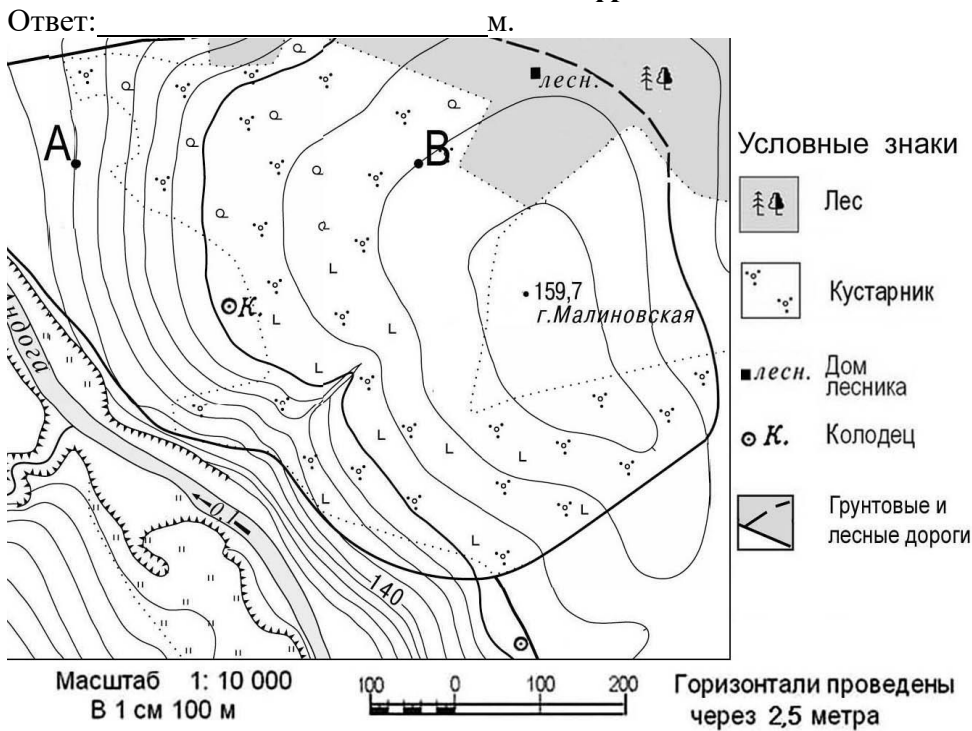 Ответ: м.
A
B
лесн.
К.
159,7
г.Малиновская
0,1
140
Условные знаки
Лес
Кустарник
лесн. Дом
лесника
К. Колодец
Грунтовые и
лесные дороги
Масштаб 1: 10 000
В 1 см 100 м
100 0 100 200
Горизонтали проведены
через 2,5 метра